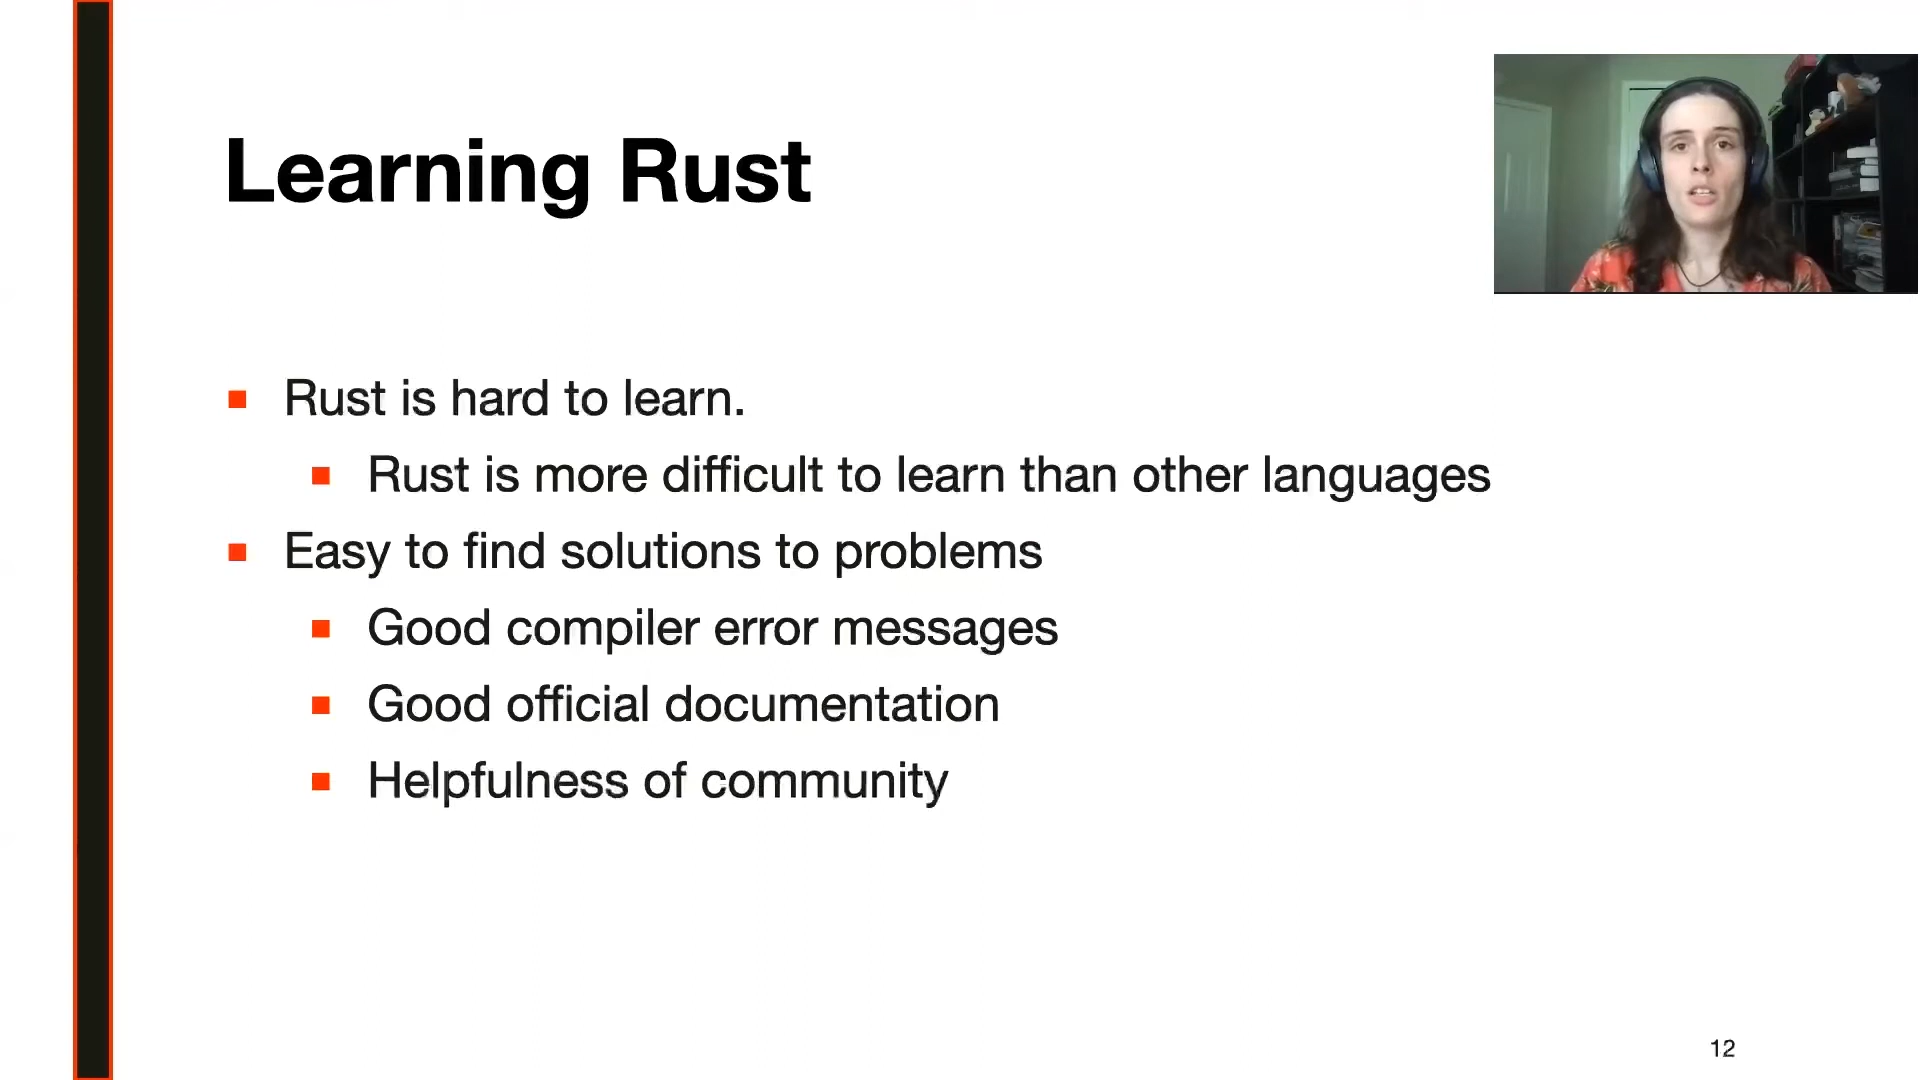 Learning Rust
Rust is hard to learn.
Rust is more difficult to learn than other languages
Easy to find solutions to problems
Good compiler error messages
Good official documentation
Helpfulness of community
12